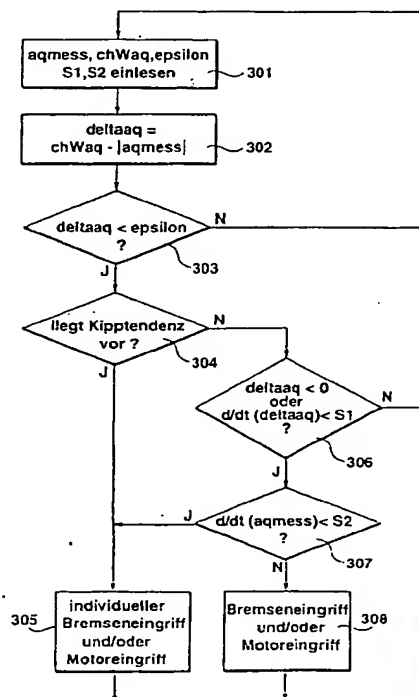 aqmess, chWaq,epsilon
S1,S2 einlesen
301
deltaaq =
chWaq - |aqmess|
302
deltaaq < epsilon
?
N
J
303
liegt Kipptendenz
vor ?
N
J
304
deltaaq < 0
oder
d/dt (deltaaq)< S1
?
N
J
306
d/dt (aqmess)< S2
?
J
N
307
305
individueller
Bremseneingriff
und/oder
Motoreingriff
Bremseneingriff
und/oder
Motoreingriff
308